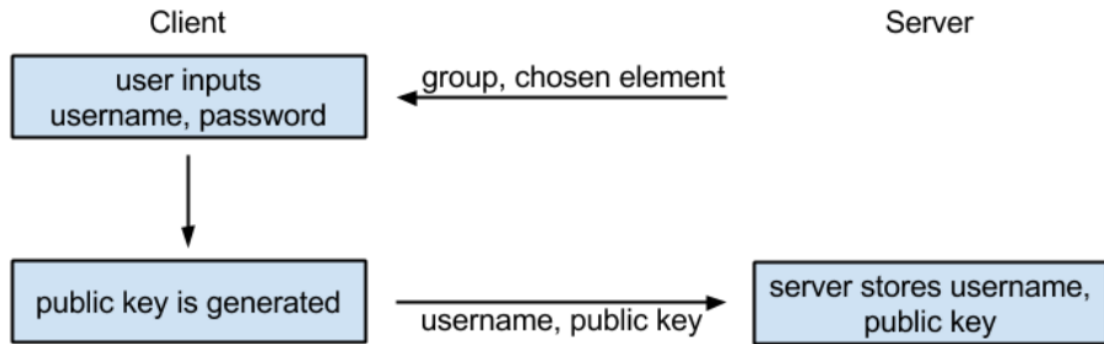 Client
Server
user inputs
username, password
group, chosen element
public key is generated
username, public key
server stores username,
public key